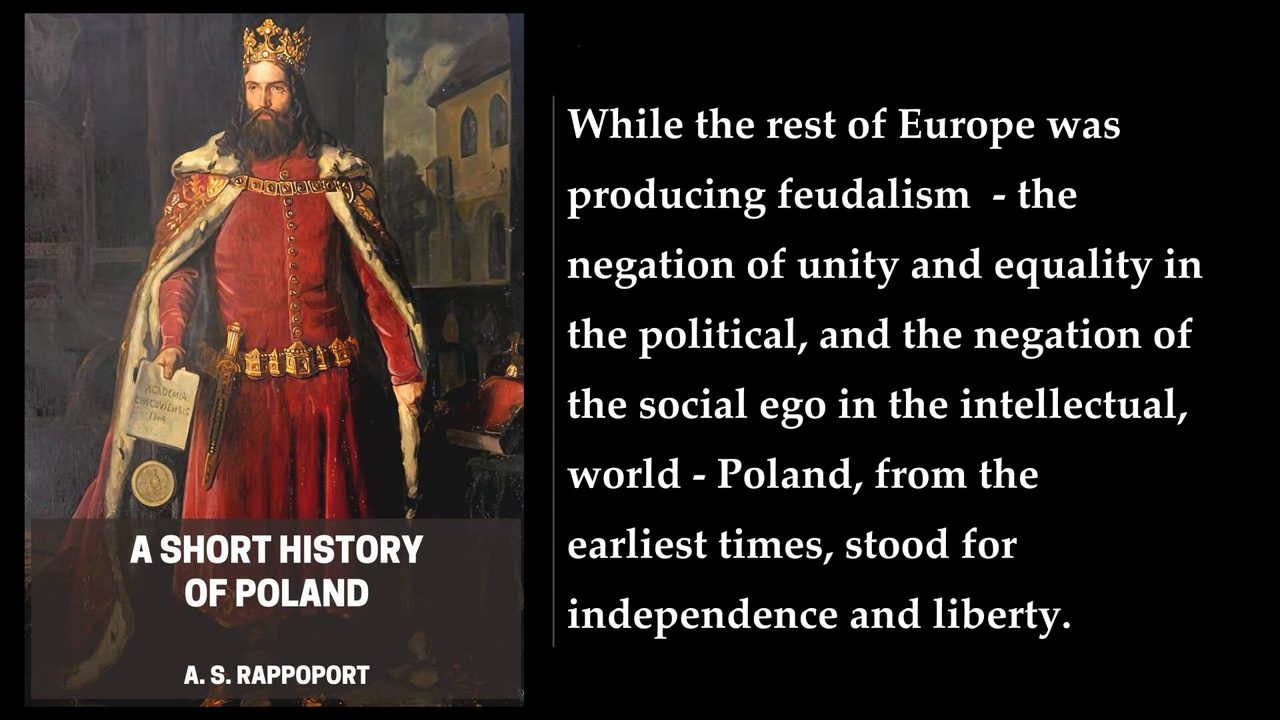 ACADEMIA
A SHORT HISTORY
OF POLAND
A. S. RAPPOPORT
While the rest of Europe was
producing feudalism - the
negation of unity and equality in
the political, and the negation of
the social ego in the intellectual,
world - Poland, from the
earliest times, stood for
independence and liberty.